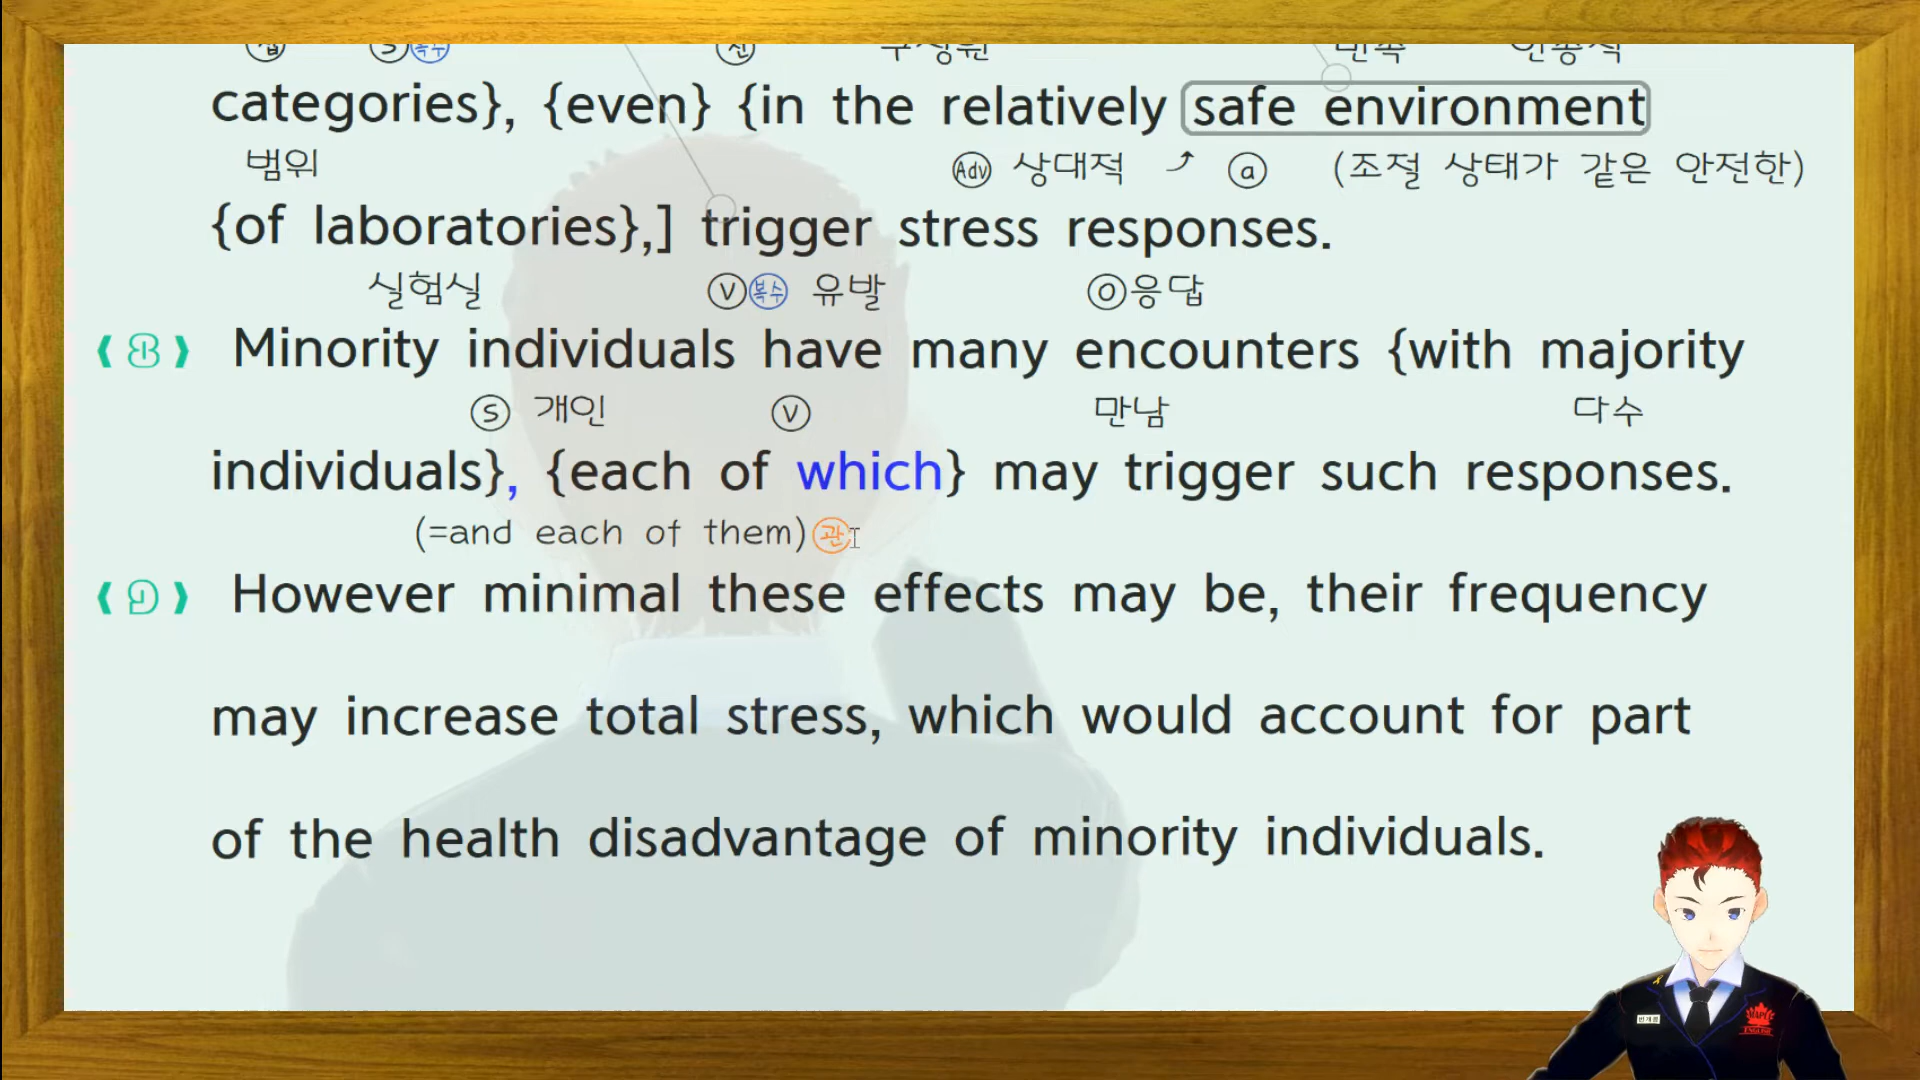 categories}, {even} {in the relatively safe environment
범위 Adv 상대적 a (조절 상태가 같은 안전한)
{of laboratories},] trigger stress responses.
실험실 V 복수 유발 O 응답
8 Minority individuals have many encounters {with majority
S 개인 V 만남 다수
individuals}, {each of which} may trigger such responses.
(=and each of them) 관
9 However minimal these effects may be, their frequency
may increase total stress, which would account for part
of the health disadvantage of minority individuals.